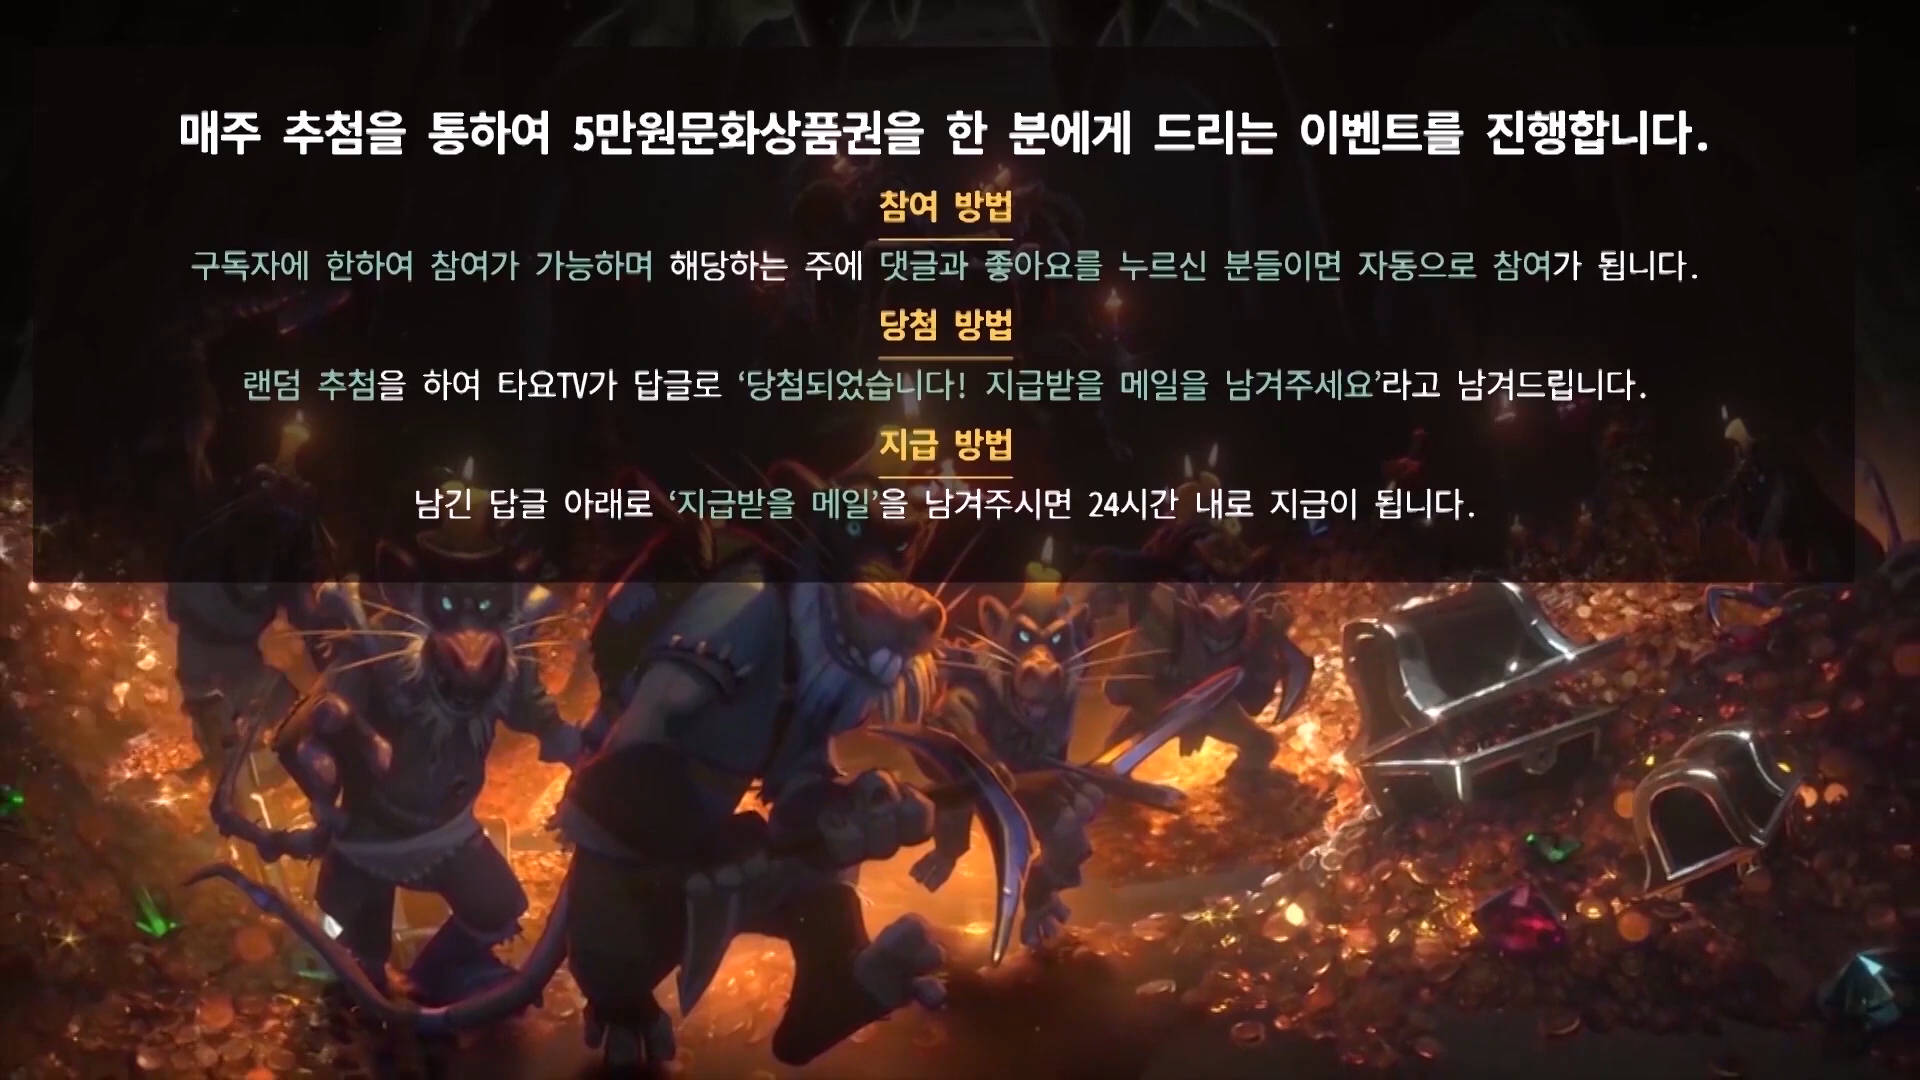 매주 추첨을 통하여 5만원문화상품권을 한 분에게 드리는 이벤트를 진행합니다.
참여 방법
구독자에 한하여 참여가 가능하며 해당하는 주에 댓글과 좋아요를 누르신 분들이면 자동으로 참여가 됩니다.
당첨 방법
랜덤 추첨을 하여 타요TV가 답글로 ‘당첨되었습니다! 지급받을 메일을 남겨주세요’라고 남겨드립니다.
지급 방법
남긴 답글 아래로 ‘지급받을 메일’을 남겨주시면 24시간 내로 지급이 됩니다.